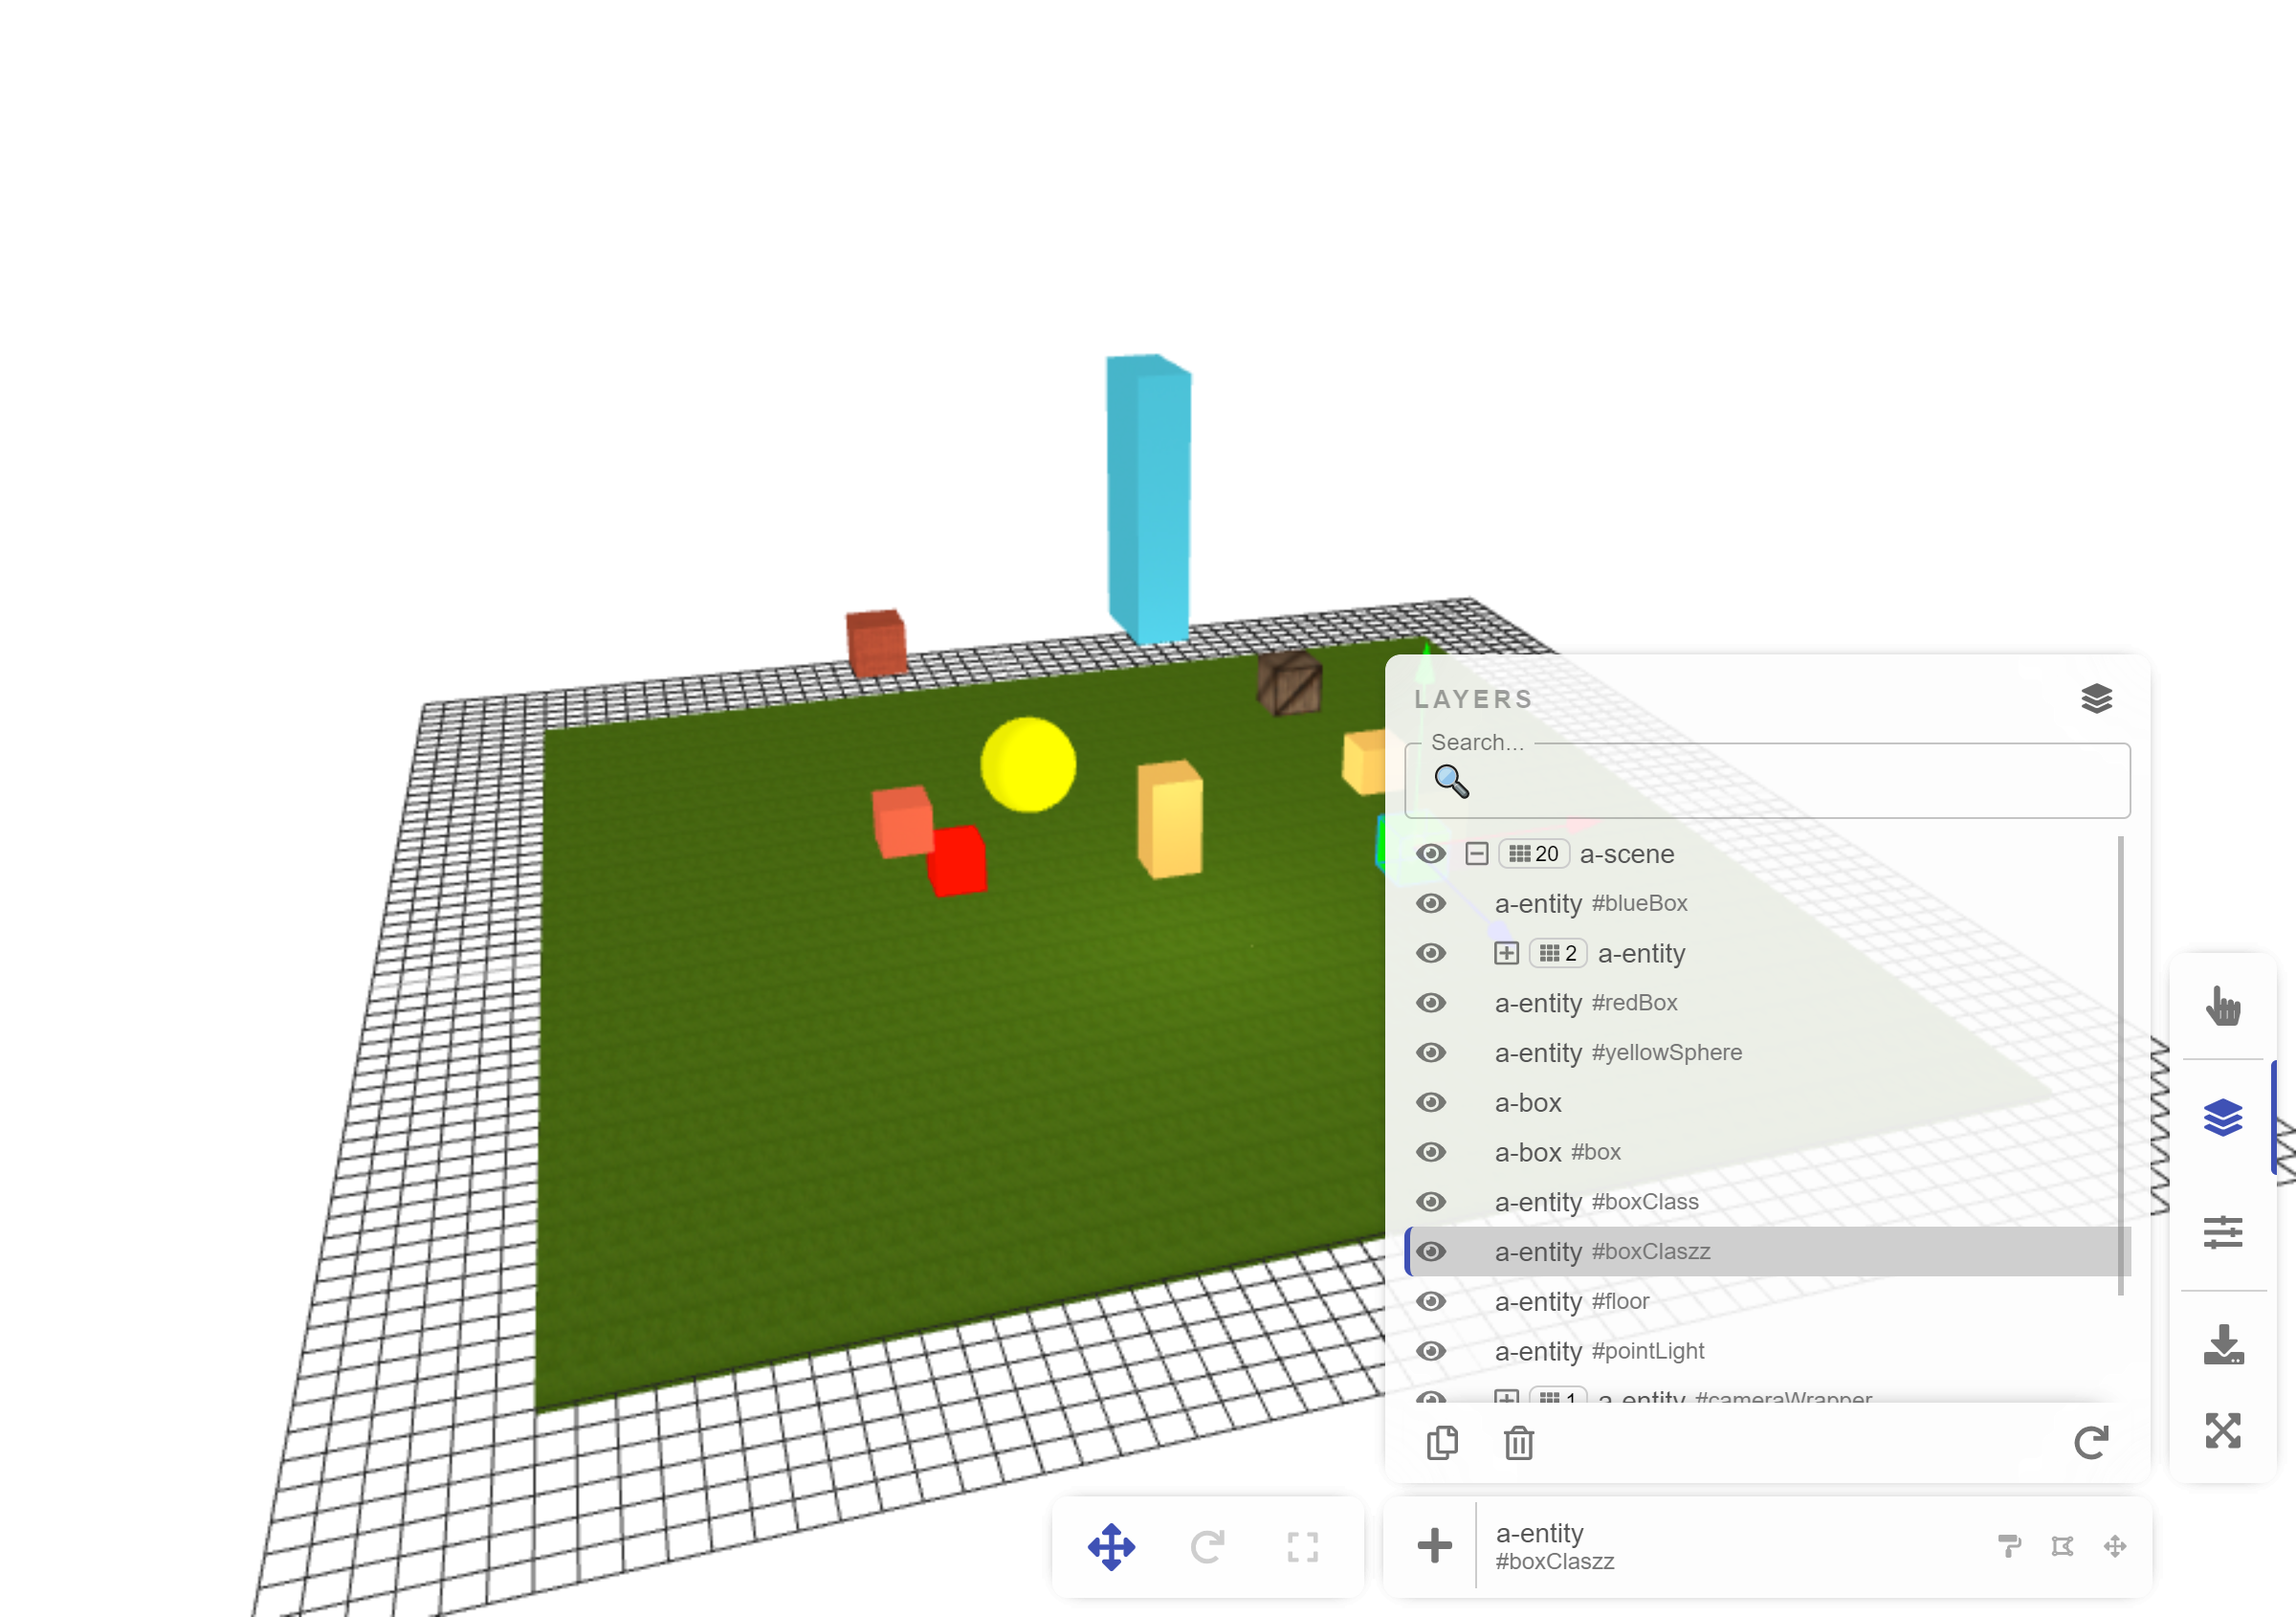 LAYERS
Search...
20 a-scene
a-entity #blueBox
2 a-entity
a-entity #redBox
a-entity #yellowSphere
a-box
a-box #box
a-entity #boxClass
a-entity #boxClaszz
a-entity #floor
a-entity #pointLight
1 a-entity #cameraWrapper
a-entity
#boxClaszz